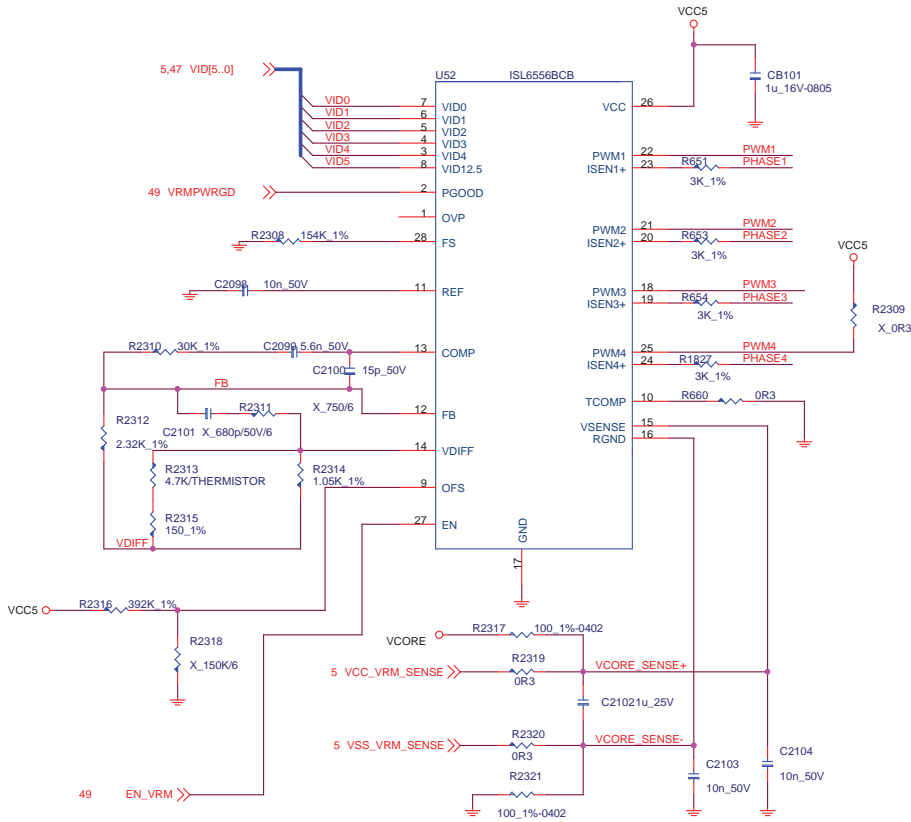 VCC5
5,47 VID[5..0]
U52 ISL6556BCB
CB101
1u_16V-0805
VID0 7 VID0
VID1 6 VID1
VID2 5 VID2
VID3 4 VID3
VID4 3 VID4
VID5 8 VID12.5
VCC 26
PWM1 22 PWM1
ISEN1+ 23 R651 PHASE1
3K_1%
49 VRMPWRGD 2 PGOOD
1 OVP
R2308 154K_1% 28 FS
PWM2 21 PWM2
ISEN2+ 20 R653 PHASE2
3K_1%
VCC5
C2098 10n_50V 11 REF
PWM3 18 PWM3
ISEN3+ 19 R654 PHASE3
3K_1%
R2309
X_0R3
R2310 30K_1% C2099 5.6n_50V 13 COMP
C2100 15p_50V
PWM4 25 PWM4
ISEN4+ 24 R1827 PHASE4
3K_1%
FB
R2311 X_750/6 12 FB
C2101 X_680p/50V/6
TCOMP 10 R660 0R3
R2312
2.32K_1%
VSENSE 15
RGND 16
14 VDIFF
R2313
4.7K/THERMISTOR
R2314
1.05K_1%
9 OFS
R2315
150_1%
27 EN
VDIFF
GND
17
VCC5 R2316 392K_1%
R2318
X_150K/6
VCORE R2317 100_1%-0402
5 VCC_VRM_SENSE R2319 VCORE_SENSE+
0R3
C2102 1u_25V
5 VSS_VRM_SENSE R2320 VCORE_SENSE-
0R3
C2103
10n_50V
C2104
10n_50V
R2321
100_1%-0402
49 EN_VRM